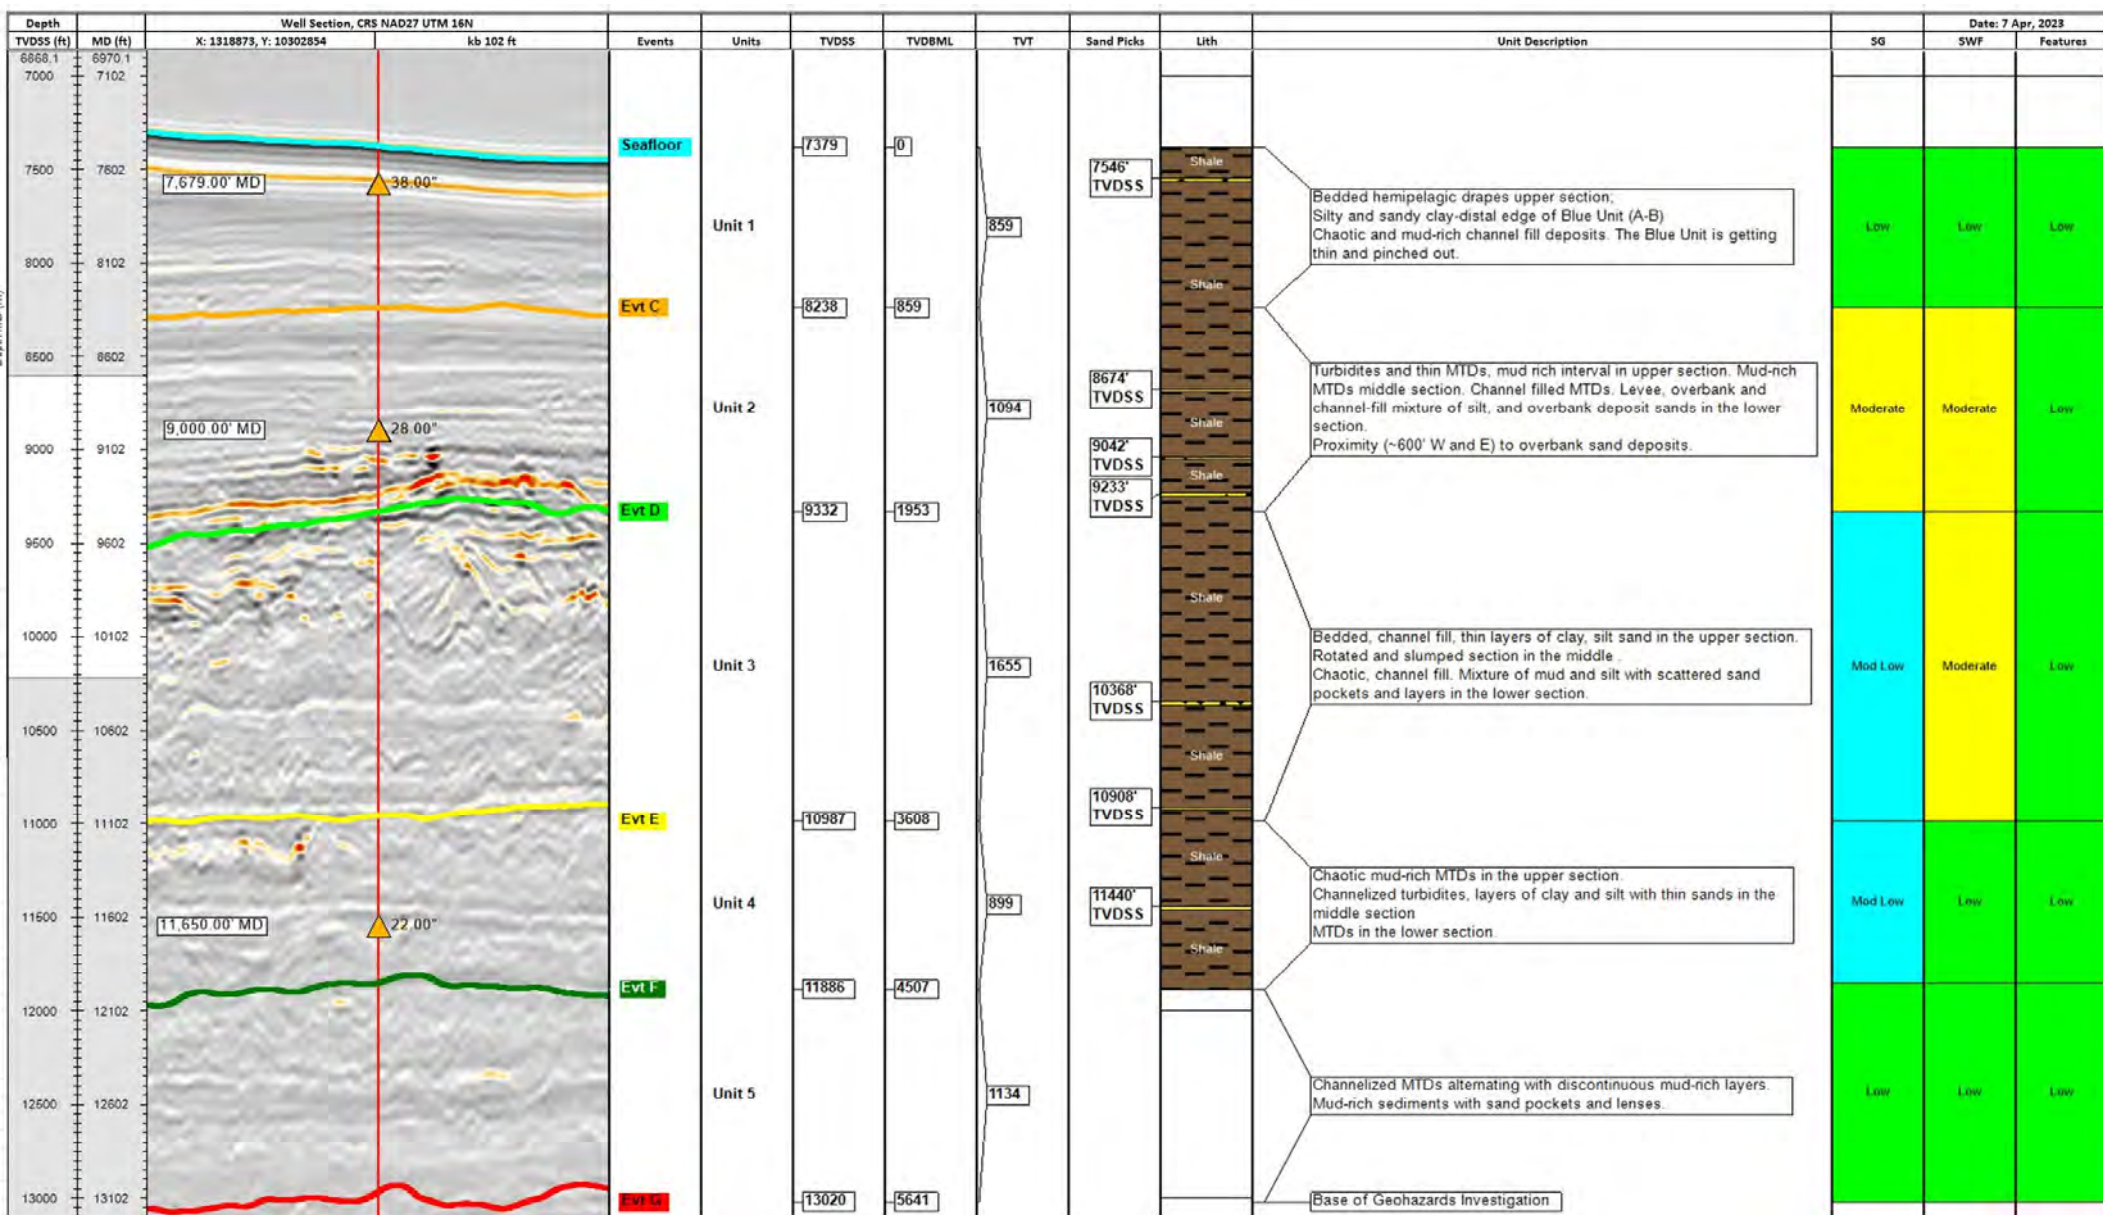 Depth
Well Section, CRS NAD27 UTM 16N
Date: 7 Apr, 2023
TVDSS (ft)
MD (ft)
X: 1318873, Y: 10302854
kb 102 ft
Events
Units
TVDSS
TVDBML
TVT
Sand Picks
Lith
Unit Description
SG
SWF
Features
6868.1
6970.1
7000
7102
Seafloor
7379
0
7500
7602
7,679.00' MD
38.00"
7546'
TVDSS
Shale
Unit 1
859
Bedded hemipelagic drapes upper section;
Silty and sandy clay-distal edge of Blue Unit (A-B)
Chaotic and mud-rich channel fill deposits. The Blue Unit is getting
thin and pinched out.
Low
Low
Low
8000
8102
Shale
Evt C
8238
859
8500
8602
Unit 2
1094
8674'
TVDSS
Shale
Turbidites and thin MTDs, mud rich interval in upper section. Mud-rich
MTDs middle section. Channel filled MTDs. Levee, overbank and
channel-fill mixture of silt, and overbank deposit sands in the lower
section.
Proximity (~600' W and E) to overbank sand deposits.
Moderate
Moderate
Low
9,000.00' MD
28.00"
9000
9102
9042'
TVDSS
Shale
9233'
TVDSS
Evt D
9332
1953
9500
9602
Shale
10000
10102
Unit 3
1655
Bedded, channel fill, thin layers of clay, silt sand in the upper section.
Rotated and slumped section in the middle .
Chaotic, channel fill. Mixture of mud and silt with scattered sand
pockets and layers in the lower section.
Mod Low
Moderate
Low
10368'
TVDSS
10500
10602
Shale
10908'
TVDSS
11000
11102
Evt E
10987
3608
Shale
Unit 4
899
Chaotic mud-rich MTDs in the upper section.
Channelized turbidites, layers of clay and silt with thin sands in the
middle section
MTDs in the lower section.
Mod Low
Low
Low
11440'
TVDSS
11500
11602
11,650.00' MD
22.00"
Shale
Evt F
11886
4507
12000
12102
Unit 5
1134
Channelized MTDs alternating with discontinuous mud-rich layers.
Mud-rich sediments with sand pockets and lenses.
Low
Low
Low
12500
12602
13000
13102
Evt G
13020
5641
Base of Geohazards Investigation